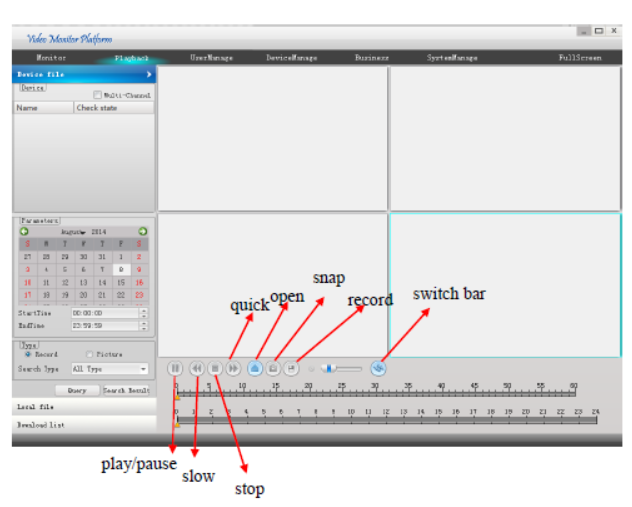 Video Monitor Platform
Monitor Playback UserManage DeviceManage Business SystemManage FullScreen
Device file
Device
Multi-Channel
Name Check state
Parameters
August 2014
S M T W T F S
27 28 29 30 31 1 2
3 4 5 6 7 8 9
10 11 12 13 14 15 16
17 18 19 20 21 22 23
StartTime 00:00:00
EndTime 23:59:59
Type
Record Picture
Search Type All Type
Query Search Result
Local file
Download list
quick open snap record switch bar
0 5 10 15 20 25 30 35 40 45 50 55 60
0 1 2 3 4 5 6 7 8 9 10 11 12 13 14 15 16 17 18 19 20 21 22 23 24
play/pause
slow
stop